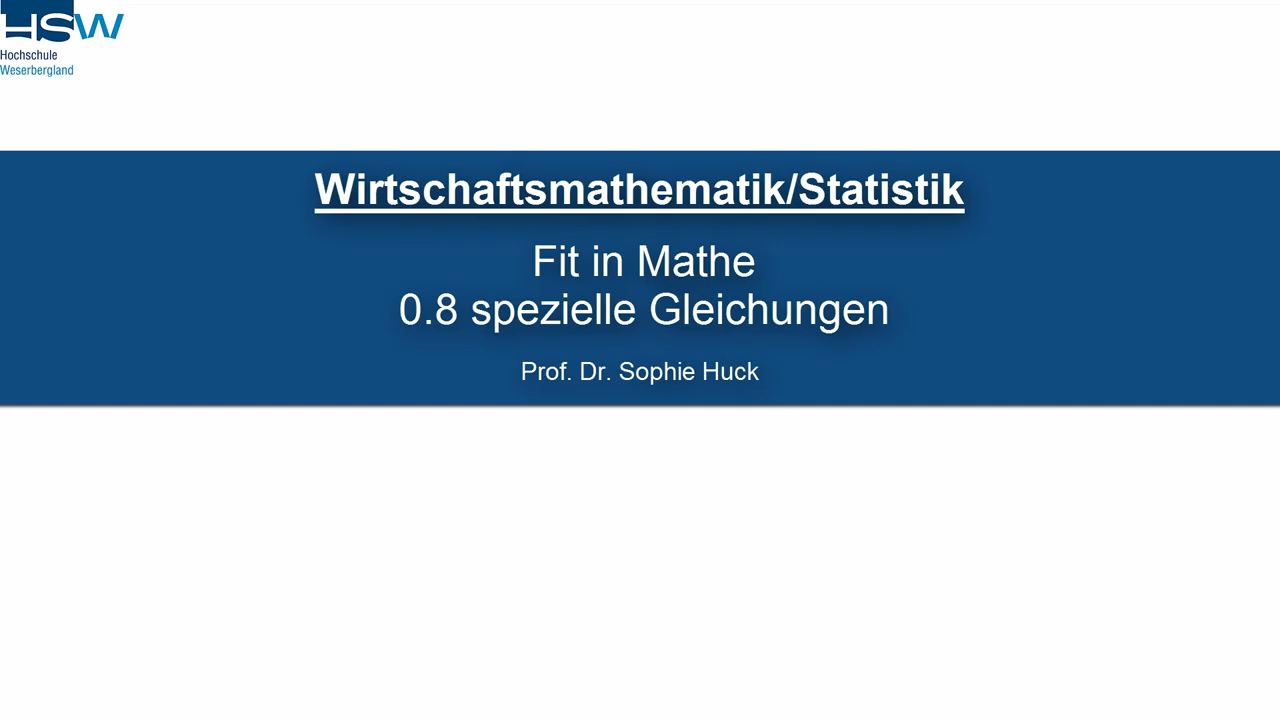 HSW
Hochschule
Weserbergland
Wirtschaftsmathematik/Statistik
Fit in Mathe
0.8 spezielle Gleichungen
Prof. Dr. Sophie Huck